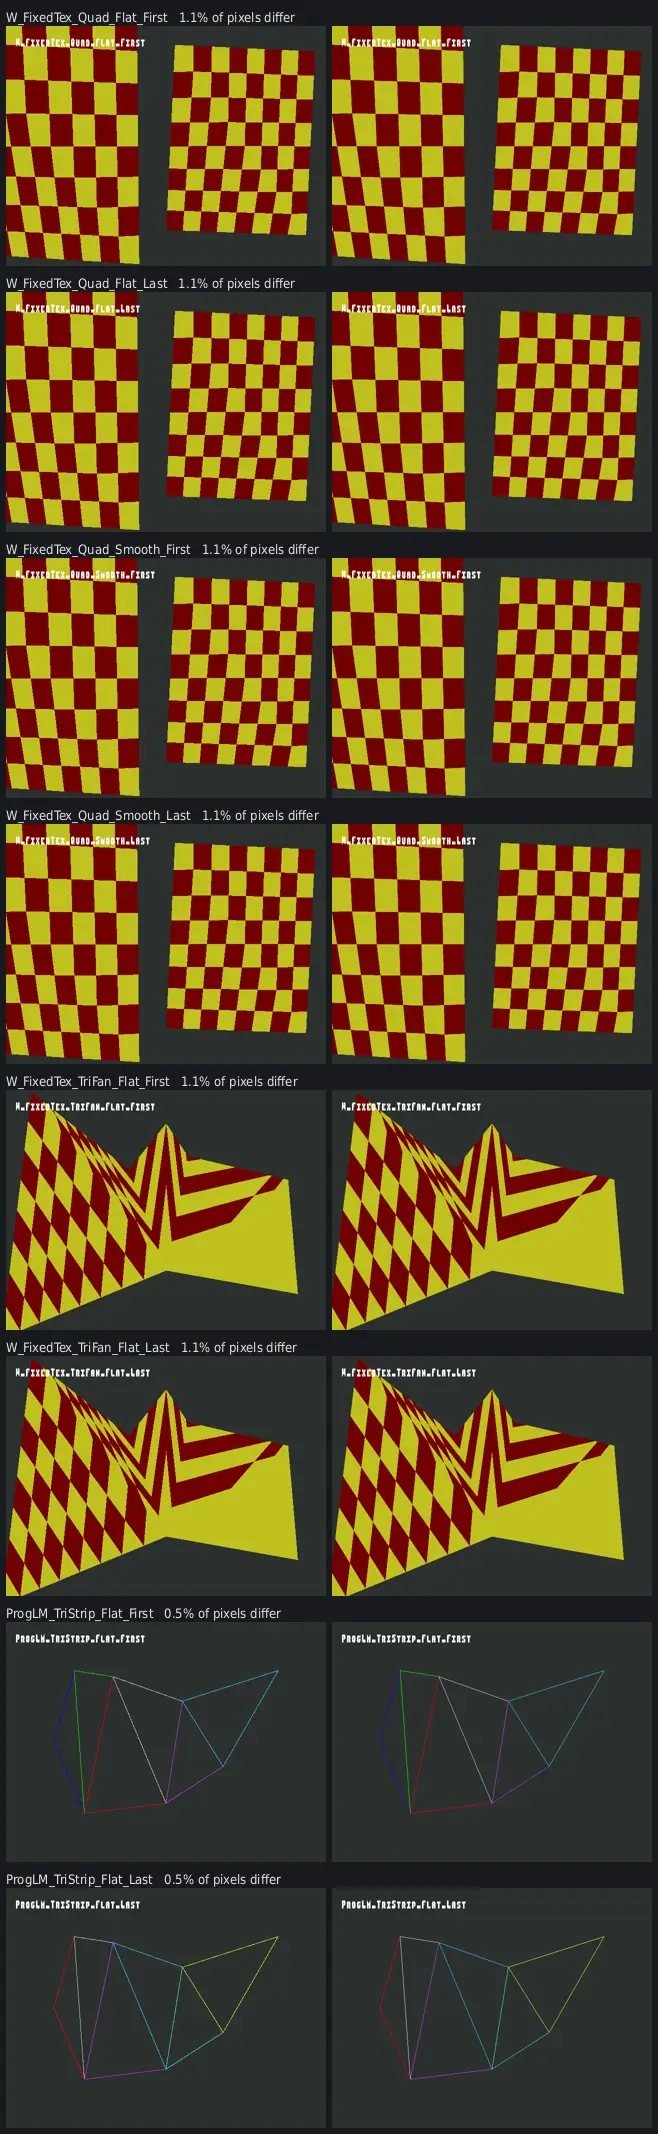 W_FixedTex_Quad_Flat_First 1.1% of pixels differ
W_FixedTex_Quad_Flat_First W_FixedTex_Quad_Flat_First
W_FixedTex_Quad_Flat_Last 1.1% of pixels differ
W_FixedTex_Quad_Flat_Last W_FixedTex_Quad_Flat_Last
W_FixedTex_Quad_Smooth_First 1.1% of pixels differ
W_FixedTex_Quad_Smooth_First W_FixedTex_Quad_Smooth_First
W_FixedTex_Quad_Smooth_Last 1.1% of pixels differ
W_FixedTex_Quad_Smooth_Last W_FixedTex_Quad_Smooth_Last
W_FixedTex_TriFan_Flat_First 1.1% of pixels differ
W_FixedTex_TriFan_Flat_First W_FixedTex_TriFan_Flat_First
W_FixedTex_TriFan_Flat_Last 1.1% of pixels differ
W_FixedTex_TriFan_Flat_Last W_FixedTex_TriFan_Flat_Last
ProgLM_TriStrip_Flat_First 0.5% of pixels differ
ProgLM_TriStrip_Flat_First ProgLM_TriStrip_Flat_First
ProgLM_TriStrip_Flat_Last 0.5% of pixels differ
ProgLM_TriStrip_Flat_Last ProgLM_TriStrip_Flat_Last